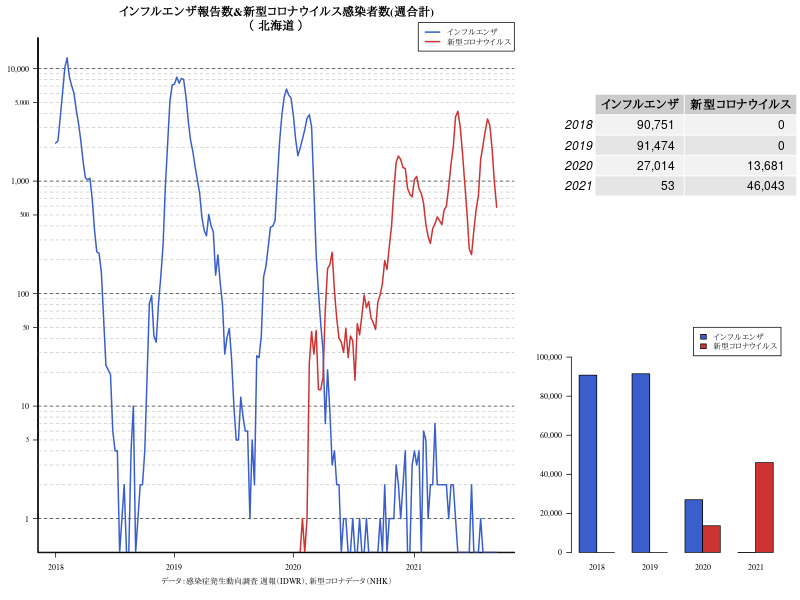 インフルエンザ報告数&新型コロナウイルス感染者数(週合計)
( 北海道 )
インフルエンザ
新型コロナウイルス
10,000
5,000
1,000
500
100
50
10
5
1
2018 2019 2020 2021
データ:感染症発生動向調査 週報(IDWR)、新型コロナデータ(NHK)
インフルエンザ 新型コロナウイルス
2018 90,751 0
2019 91,474 0
2020 27,014 13,681
2021 53 46,043
インフルエンザ
新型コロナウイルス
100,000
80,000
60,000
40,000
20,000
0
2018 2019 2020 2021